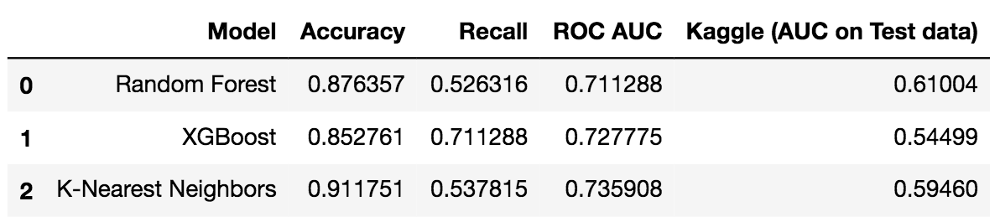 Model Accuracy Recall ROC AUC Kaggle (AUC on Test data)
0 Random Forest 0.876357 0.526316 0.711288 0.61004
1 XGBoost 0.852761 0.711288 0.727775 0.54499
2 K-Nearest Neighbors 0.911751 0.537815 0.735908 0.59460